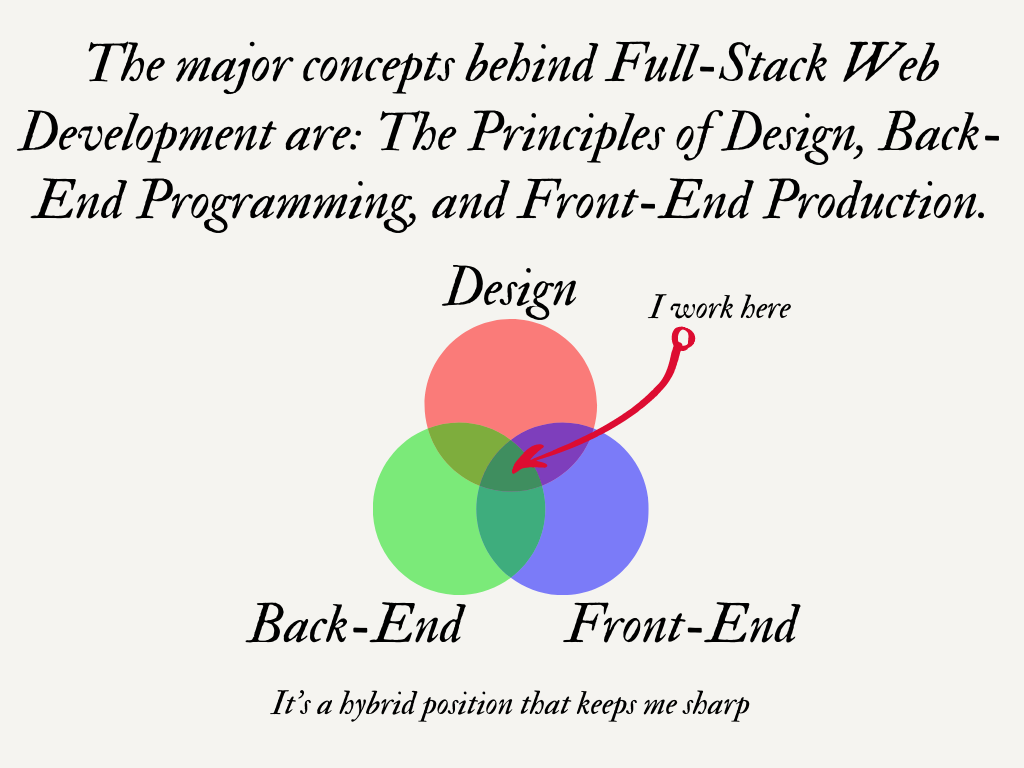 The major concepts behind Full-Stack Web
Development are: The Principles of Design, Back-
End Programming, and Front-End Production.
Design
I work here
Back-End
Front-End
It's a hybrid position that keeps me sharp